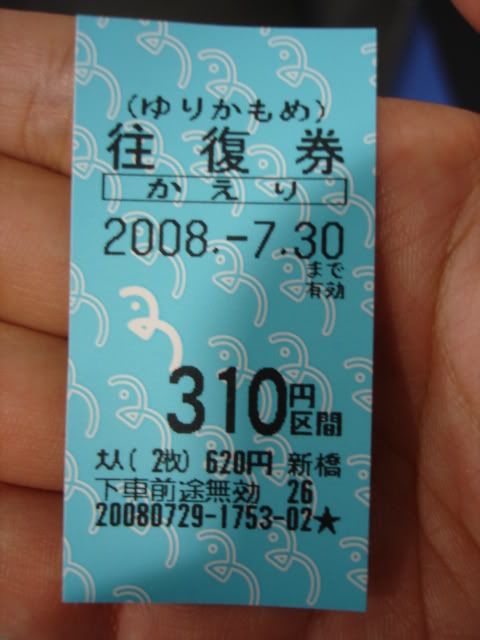 (ゆりかもめ)
往復券
かえり
2008.-7.30
まで
有効
310円
区間
大人(2枚) 620円 新橋
下車前途無効 26
20080729-1753-02★